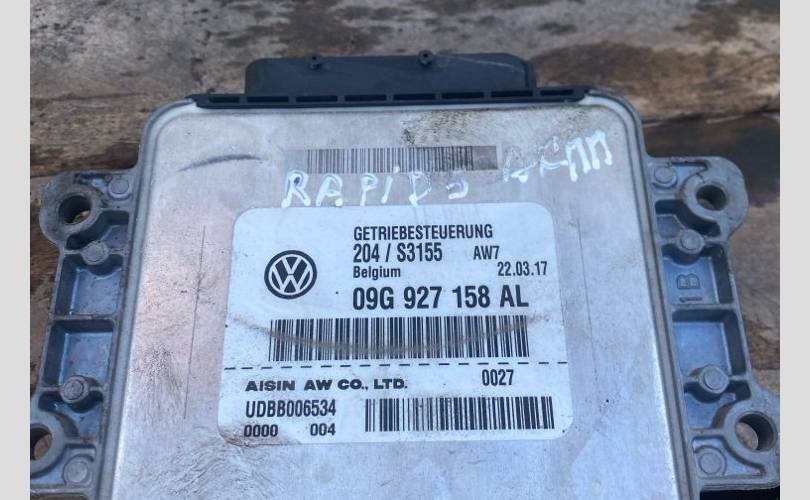 RAPID
GETRIEBESTEUERUNG
204 / S3155 AW7
Belgium 22.03.17
09G 927 158 AL
AISIN AW CO., LTD. 0027
UDBB006534
0000 004